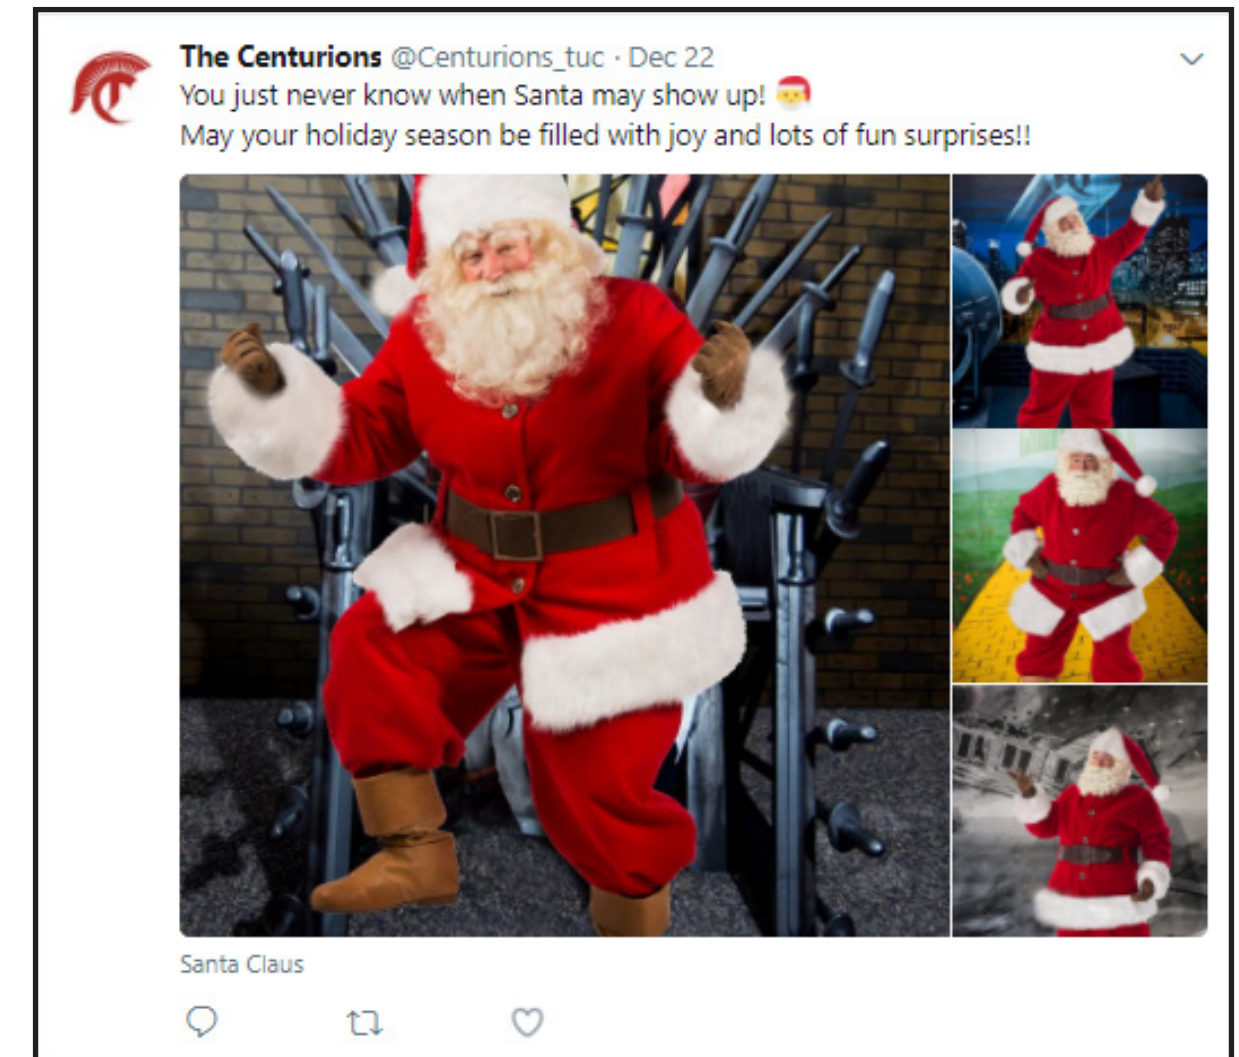 The Centurions @Centurions_tuc · Dec 22
You just never know when Santa may show up! 🎅
May your holiday season be filled with joy and lots of fun surprises!!
Santa Claus